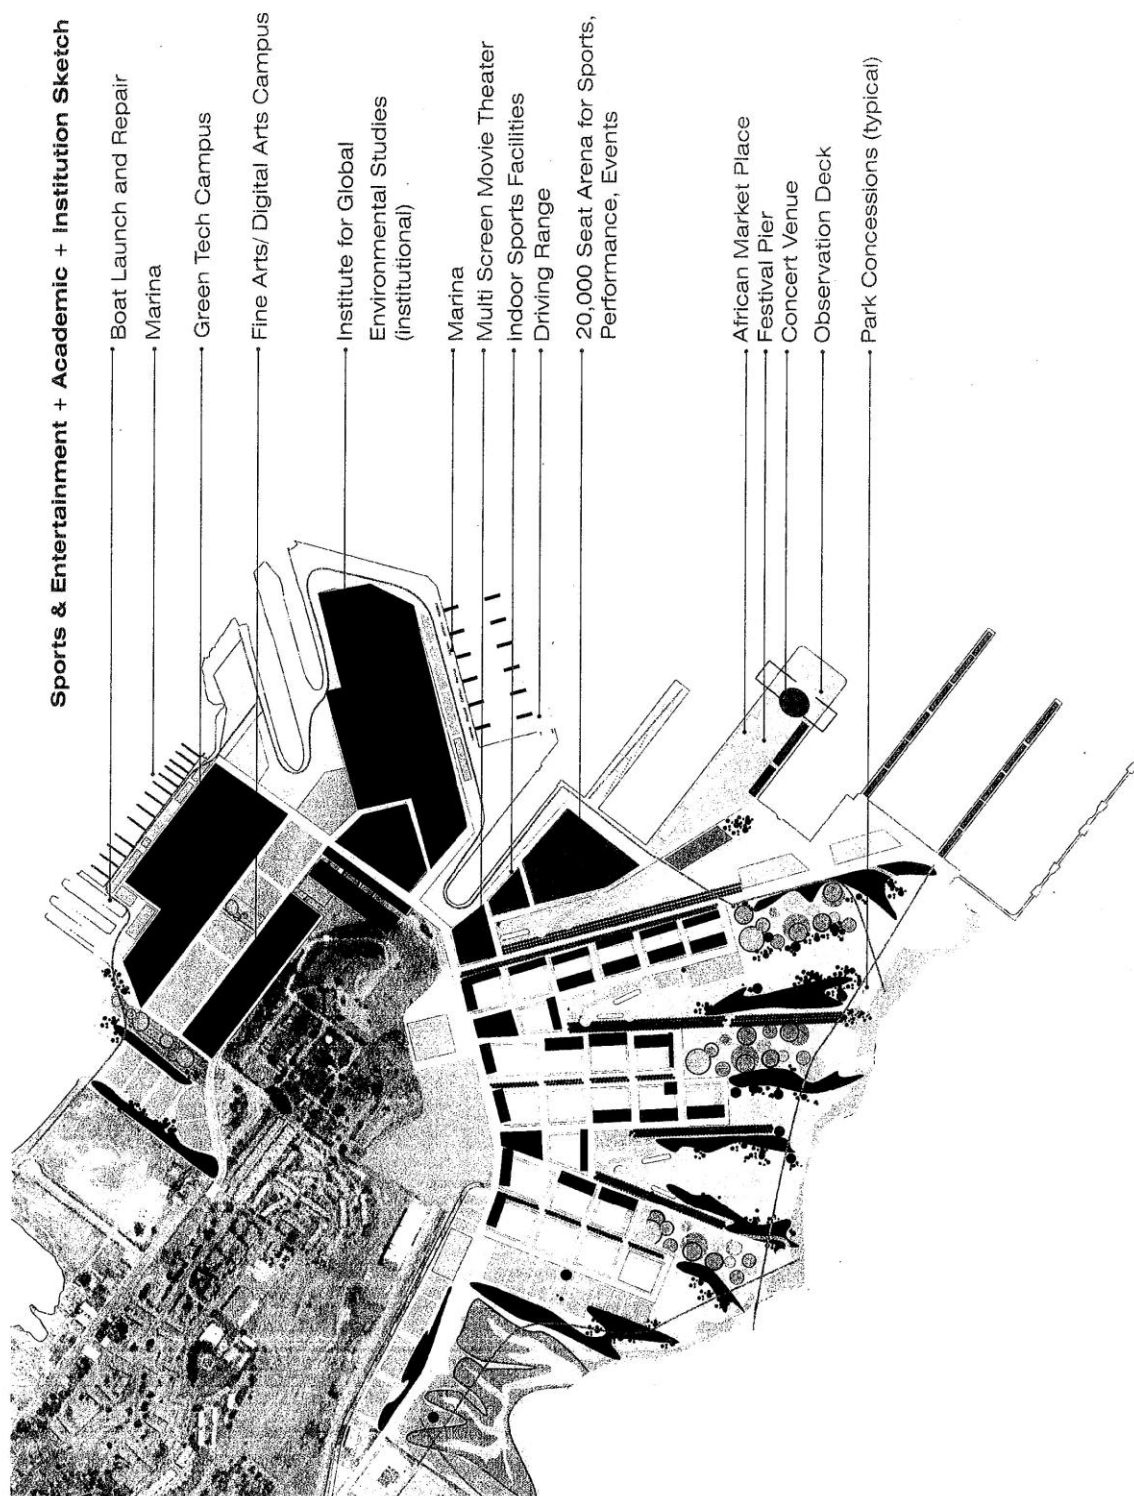 Sports & Entertainment + Academic + Institution Sketch
Boat Launch and Repair
Marina
Green Tech Campus
Fine Arts/ Digital Arts Campus
Institute for Global
Environmental Studies
(institutional)
Marina
Multi Screen Movie Theater
Indoor Sports Facilities
Driving Range
20,000 Seat Arena for Sports,
Performance, Events
African Market Place
Festival Pier
Concert Venue
Observation Deck
Park Concessions (typical)